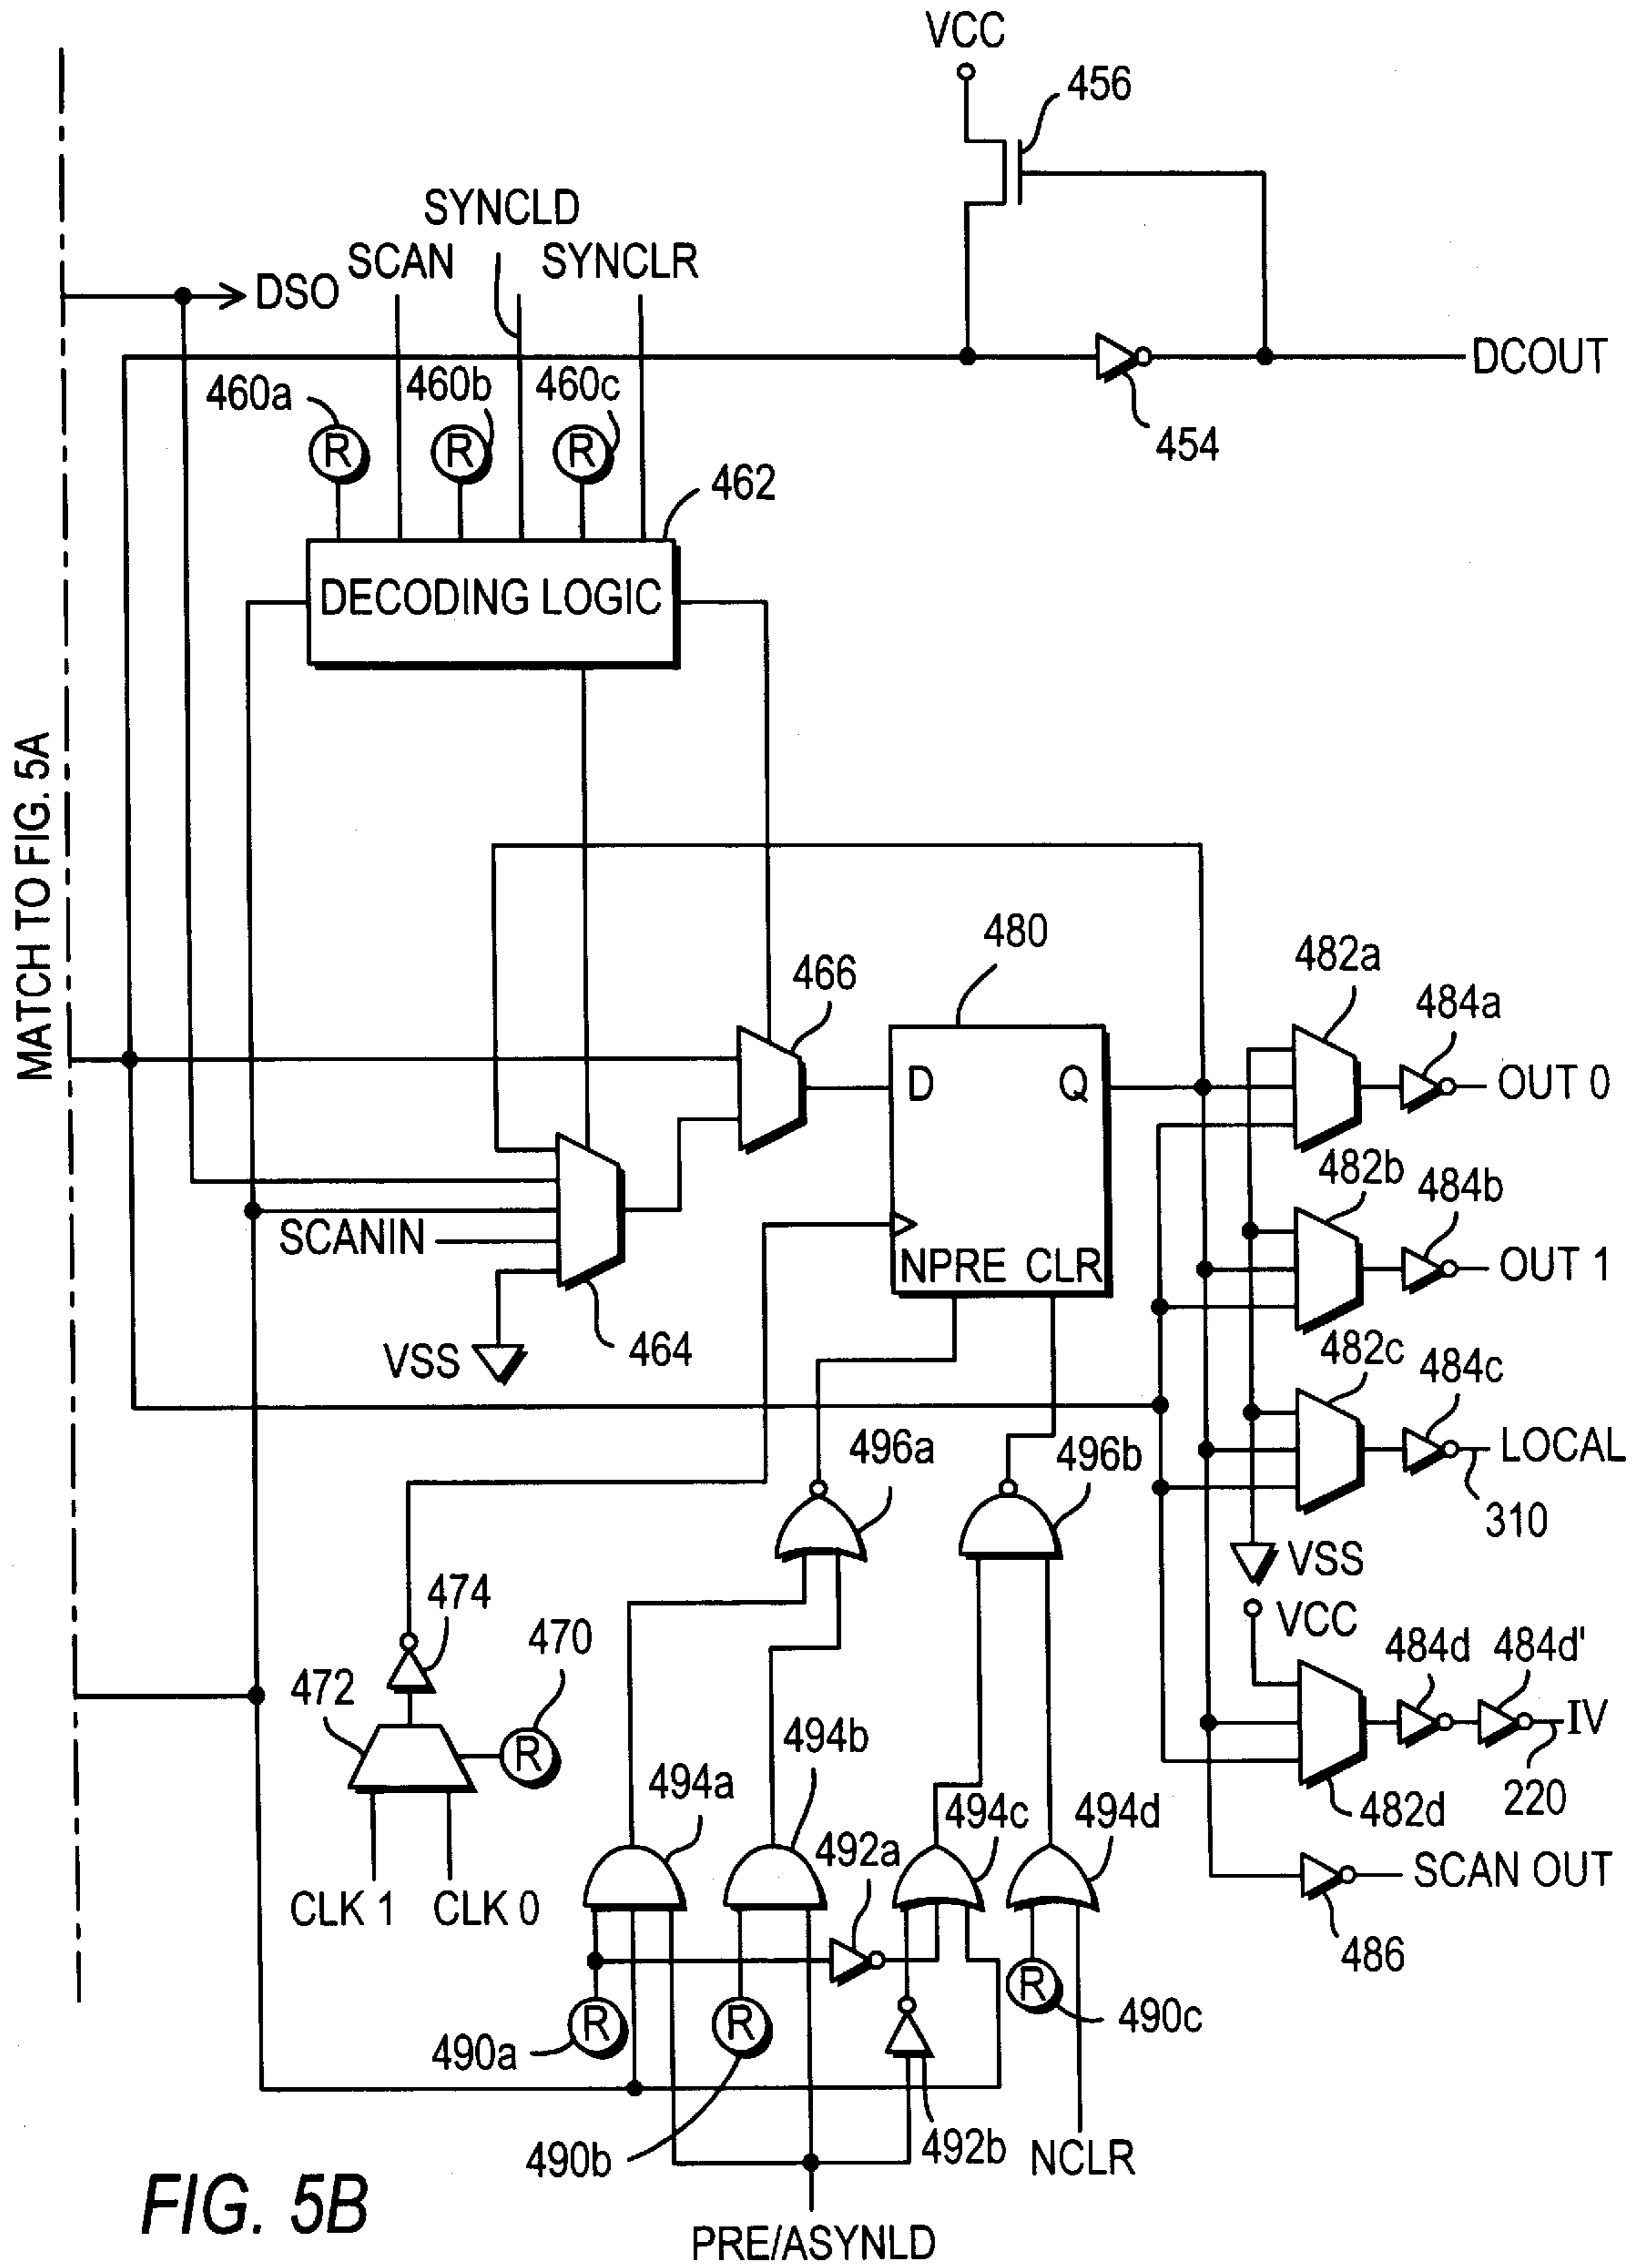 VCC
456
SYNCLD
SCAN
SYNCLR
DSO
DCOUT
460a
460b
460c
454
R
R
R
462
DECODING LOGIC
MATCH TO FIG. 5A
480
482a
466
484a
D
Q
OUT 0
482b
484b
SCANIN
NPRE CLR
OUT 1
VSS
464
482c
484c
496a
496b
LOCAL
310
VSS
474
470
VCC
472
R
494b
484d
484d'
IV
494a
220
492a
494c
494d
482d
CLK 1
CLK 0
SCAN OUT
486
R
R
R
490a
490c
490b
492b
NCLR
FIG. 5B
PRE/ASYNLD